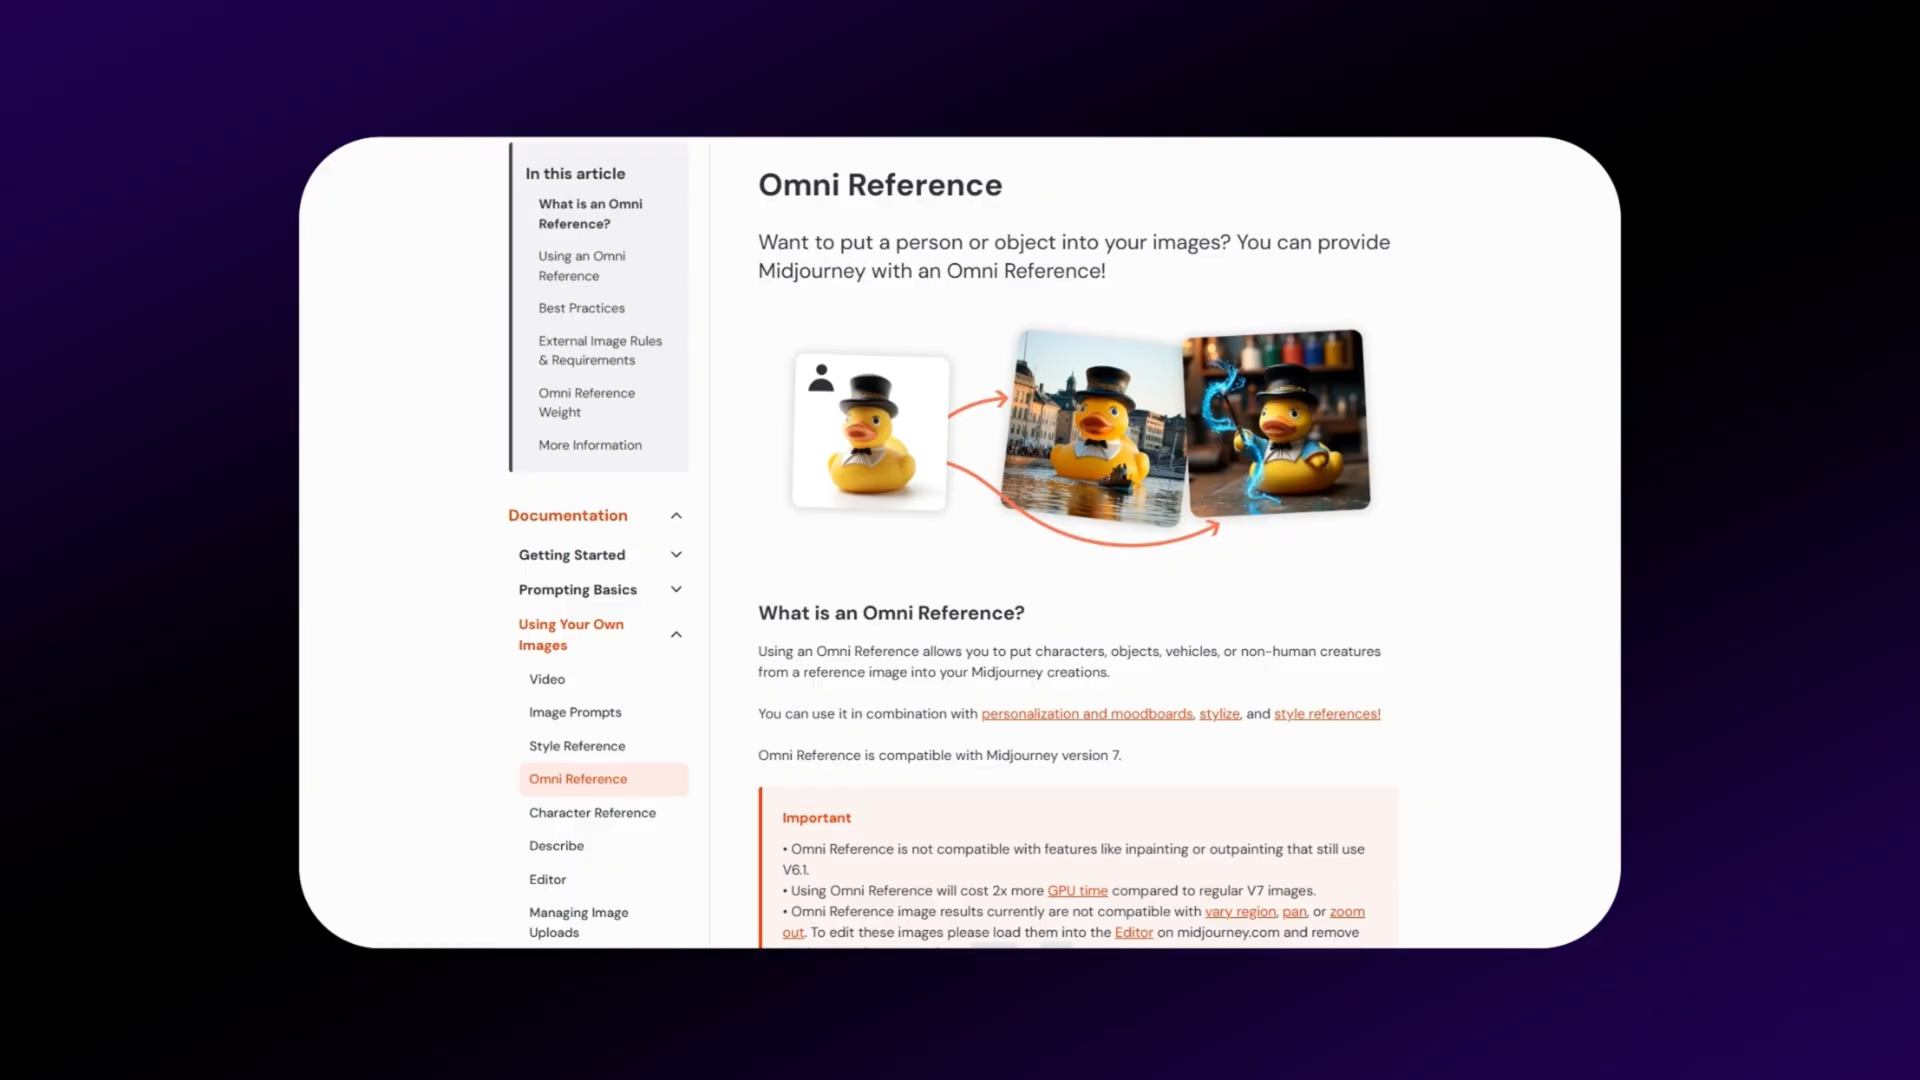 In this article
What is an Omni
Reference?
Using an Omni
Reference
Best Practices
External Image Rules
& Requirements
Omni Reference
Weight
More Information
Documentation
Getting Started
Prompting Basics
Using Your Own
Images
Video
Image Prompts
Style Reference
Omni Reference
Character Reference
Describe
Editor
Managing Image
Uploads
Omni Reference
Want to put a person or object into your images? You can provide
Midjourney with an Omni Reference!
What is an Omni Reference?
Using an Omni Reference allows you to put characters, objects, vehicles, or non-human creatures
from a reference image into your Midjourney creations.
You can use it in combination with personalization and moodboards, stylize, and style references!
Omni Reference is compatible with Midjourney version 7.
Important
• Omni Reference is not compatible with features like inpainting or outpainting that still use
V6.1.
• Using Omni Reference will cost 2x more GPU time compared to regular V7 images.
• Omni Reference image results currently are not compatible with vary region, pan, or zoom
out. To edit these images please load them into the Editor on midjourney.com and remove